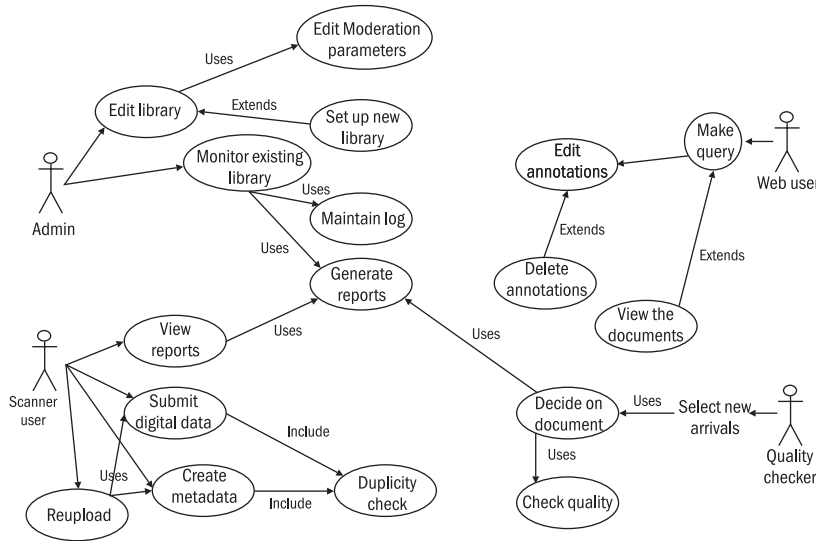 Edit Moderation
parameters
Uses
Edit library
Extends
Set up new
library
Make
query
Web user
Edit
annotations
Monitor existing
library
Admin
Uses
Maintain log
Uses
Extends
Extends
Delete
annotations
View the
documents
Generate
reports
View
reports
Uses
Uses
Scanner
user
Submit
digital data
Decide on
document
Uses
Select new
arrivals
Quality
checker
Include
Uses
Uses
Create
metadata
Include
Duplicity
check
Reupload
Check quality